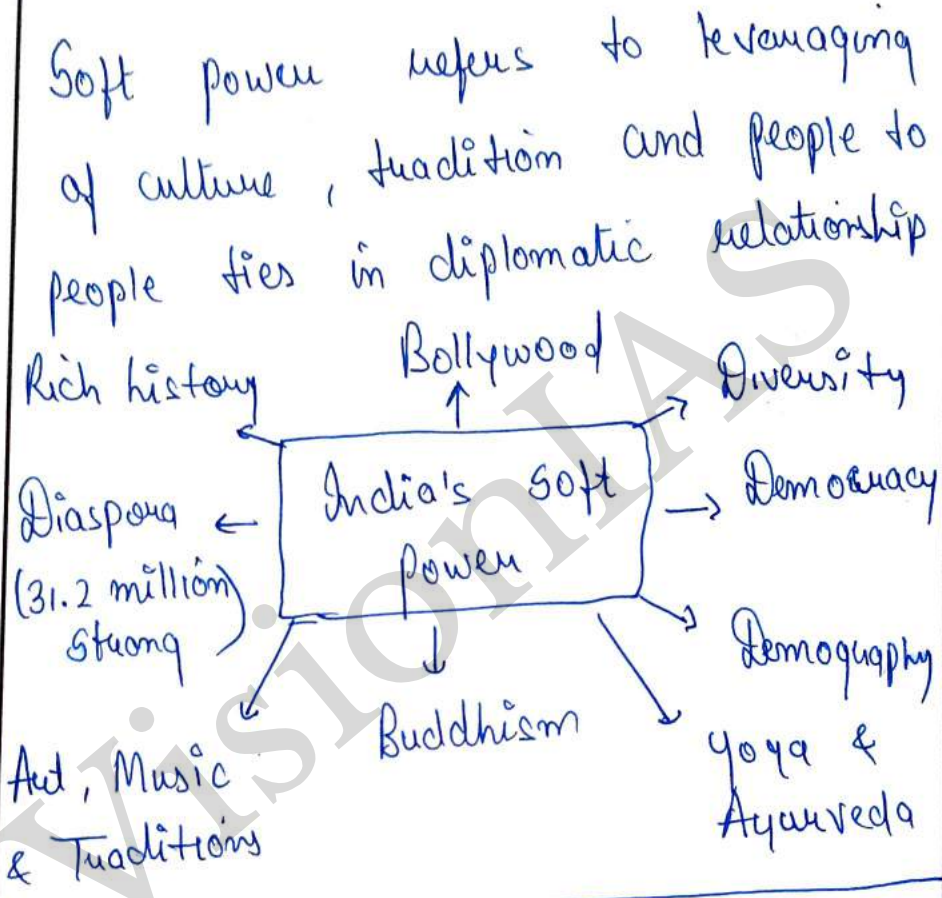 Soft power refers to leveraging
of culture, tradition and people to
people ties in diplomatic relationship
Rich history
Bollywood
Diversity
Diaspora
(31.2 million)
strong
India's soft
power
Democracy
Demography
Art, Music
& Traditions
Buddhism
Yoga &
Ayurveda
VisionIAS